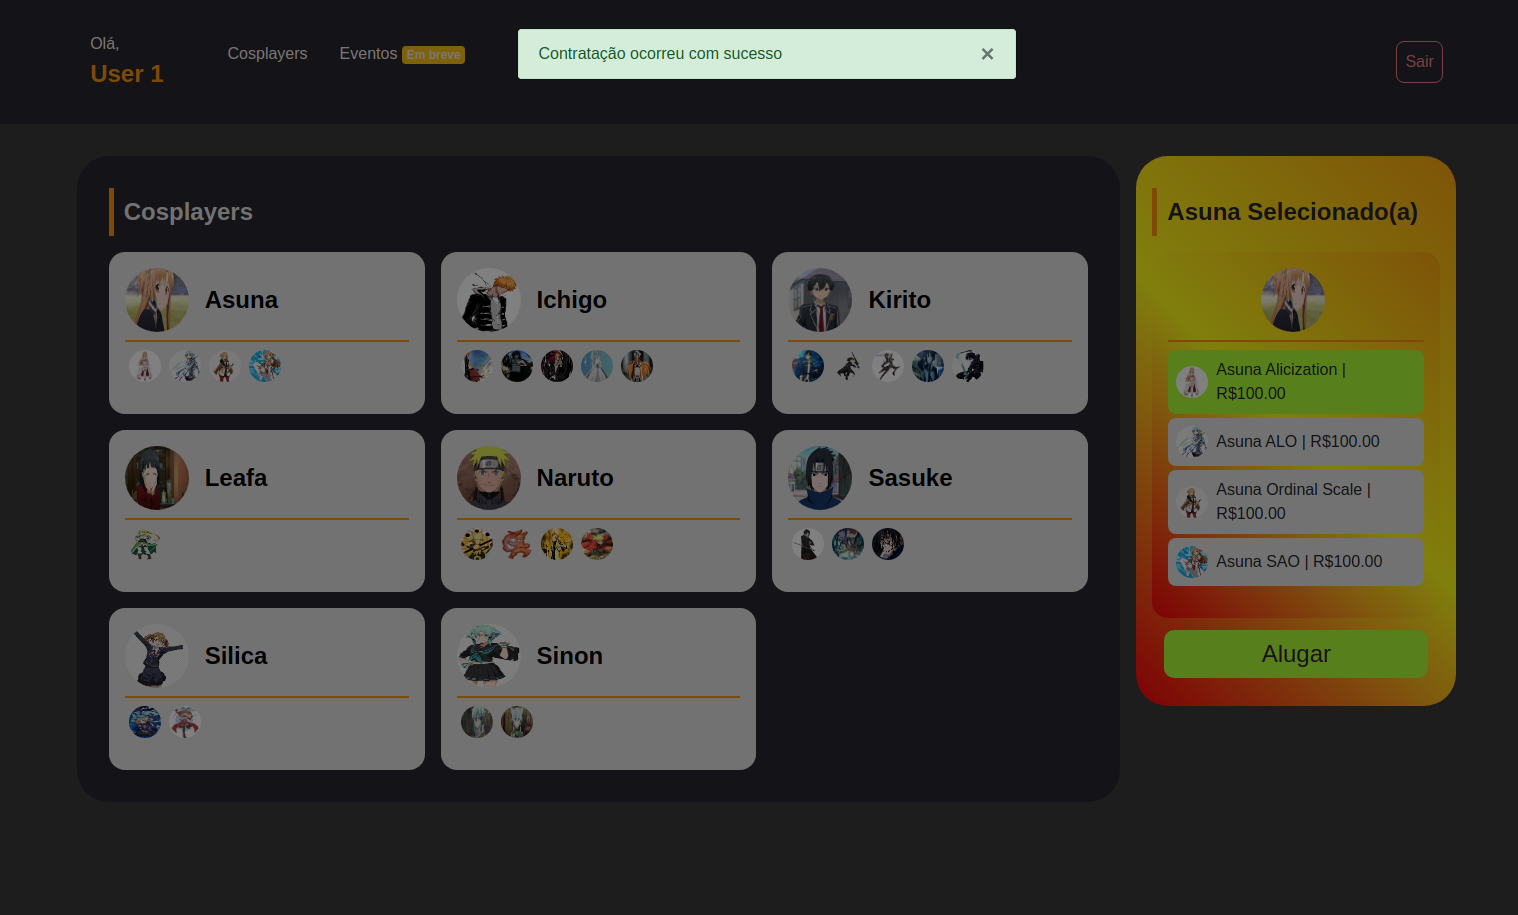 Olá,
User 1
Cosplayers
Eventos Em breve
Contratação ocorreu com sucesso
×
Sair
Cosplayers
Asuna
Ichigo
Kirito
Leafa
Naruto
Sasuke
Silica
Sinon
Asuna Selecionado(a)
Asuna Alicization |
R$100.00
Asuna ALO | R$100.00
Asuna Ordinal Scale |
R$100.00
Asuna SAO | R$100.00
Alugar